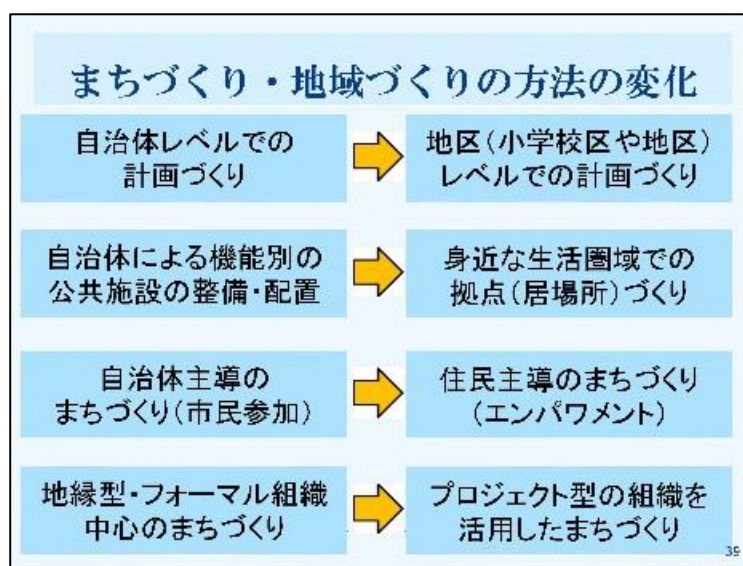 まちづくり・地域づくりの方法の変化
自治体レベルでの
計画づくり
地区(小学校区や地区)
レベルでの計画づくり
自治体による機能別の
公共施設の整備・配置
身近な生活圏域での
拠点(居場所)づくり
自治体主導の
まちづくり(市民参加)
住民主導のまちづくり
(エンパワメント)
地縁型・フォーマル組織
中心のまちづくり
プロジェクト型の組織を
活用したまちづくり
39